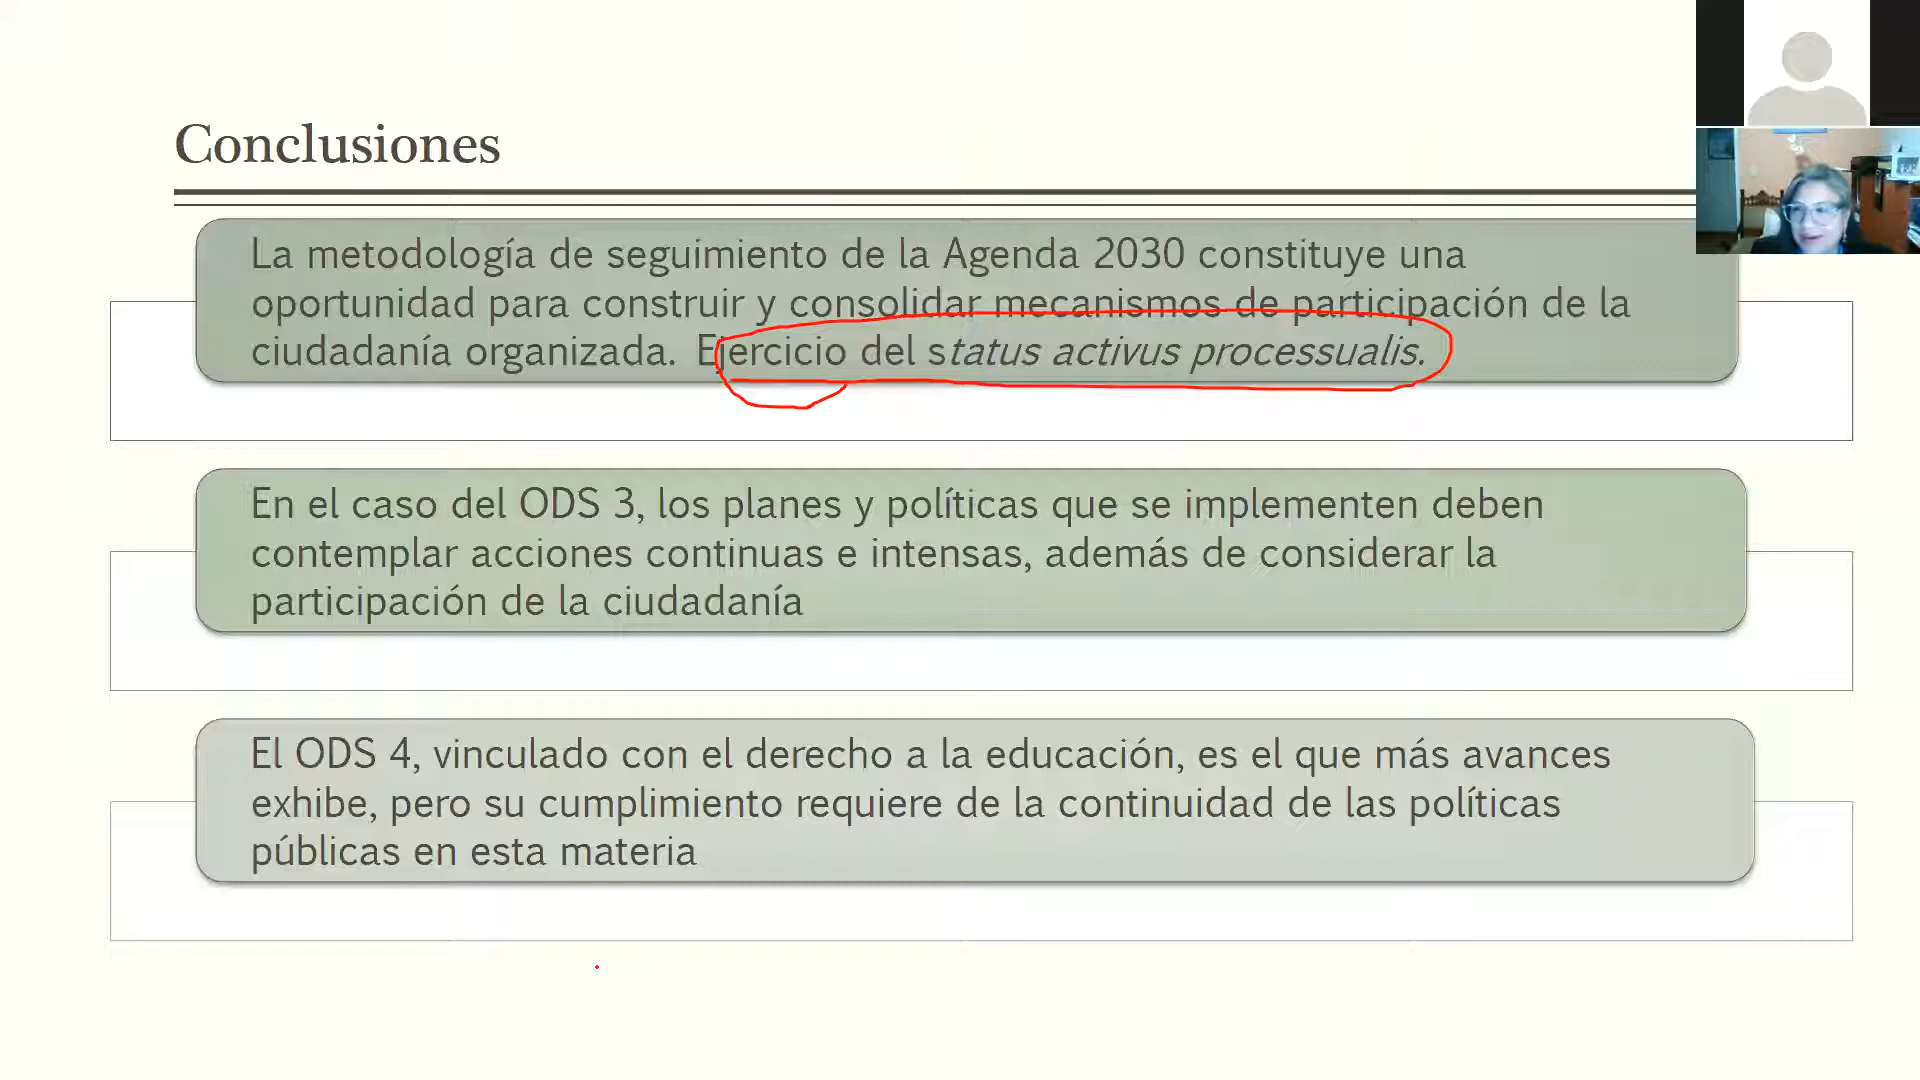 Conclusiones
La metodología de seguimiento de la Agenda 2030 constituye una
oportunidad para construir y consolidar mecanismos de participación de la
ciudadanía organizada. Ejercicio del status activus processualis.
En el caso del ODS 3, los planes y políticas que se implementen deben
contemplar acciones continuas e intensas, además de considerar la
participación de la ciudadanía
El ODS 4, vinculado con el derecho a la educación, es el que más avances
exhibe, pero su cumplimiento requiere de la continuidad de las políticas
públicas en esta materia